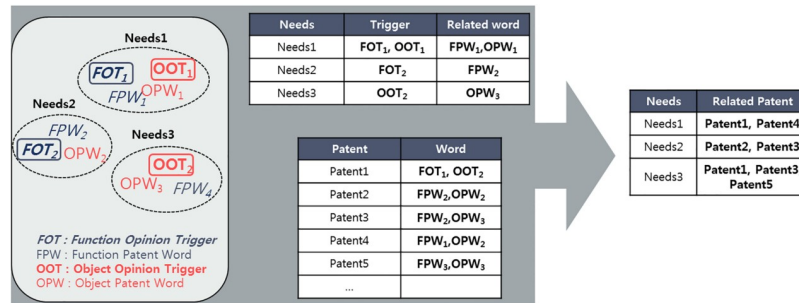 Needs1
FOT1
OOT1
FPW1
OPW1
Needs2
FPW2
FOT2
OPW2
Needs3
OOT2
OPW3
FPW4
FOT : Function Opinion Trigger
FPW : Function Patent Word
OOT : Object Opinion Trigger
OPW : Object Patent Word
Needs Trigger Related word
Needs1 FOT1, OOT1 FPW1,OPW1
Needs2 FOT2 FPW2
Needs3 OOT2 OPW3
Patent Word
Patent1 FOT1, OOT2
Patent2 FPW2,OPW2
Patent3 FPW2,OPW3
Patent4 FPW1,OPW2
Patent5 FPW3,OPW3
...
Needs Related Patent
Needs1 Patent1, Patent4
Needs2 Patent2, Patent3
Needs3 Patent1, Patent3
Patent5